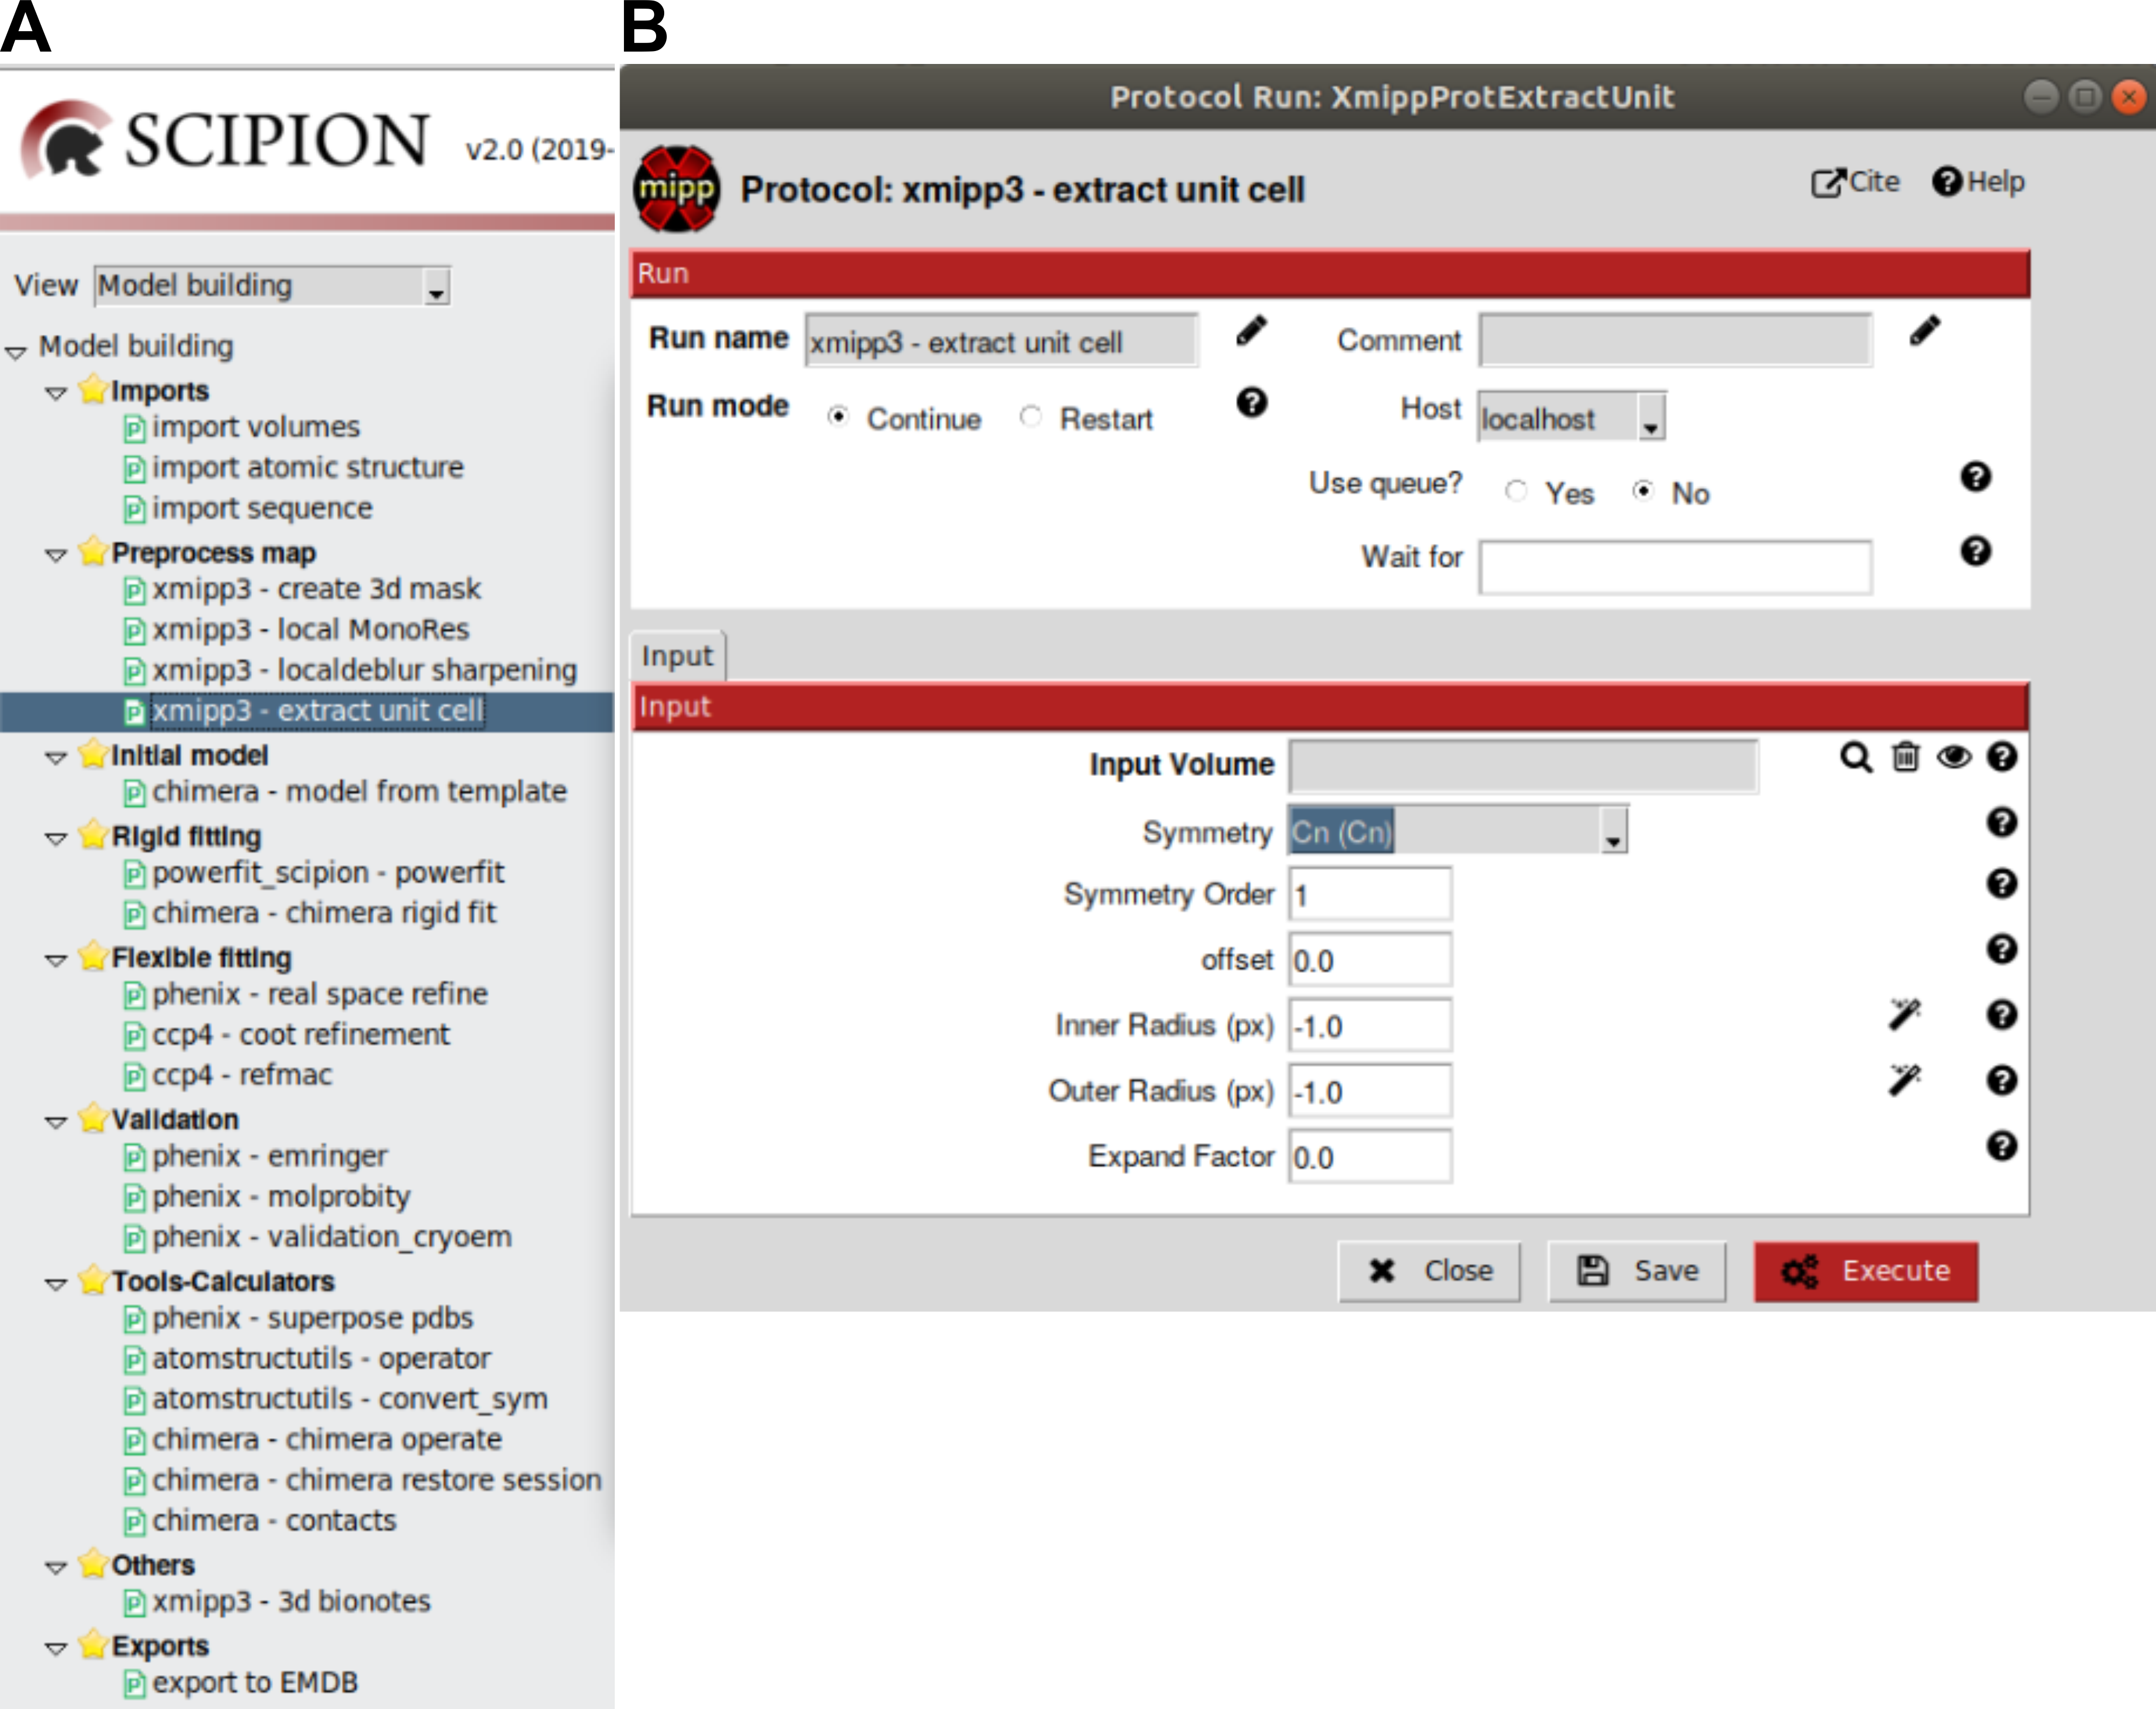 A
SCIPION v2.0 (2019-
View Model building
Model building
Imports
import volumes
import atomic structure
import sequence
Preprocess map
xmipp3 - create 3d mask
xmipp3 - local MonoRes
xmipp3 - localdeblur sharpening
xmipp3 - extract unit cell
Initial model
chimera - model from template
Rigid fitting
powerfit_scipion - powerfit
chimera - chimera rigid fit
Flexible fitting
phenix - real space refine
ccp4 - coot refinement
ccp4 - refmac
Validation
phenix - emringer
phenix - molprobity
phenix - validation_cryoem
Tools-Calculators
phenix - superpose pdbs
atomstructutils - operator
atomstructutils - convert_sym
chimera - chimera operate
chimera - chimera restore session
chimera - contacts
Others
xmipp3 - 3d bionotes
Exports
export to EMDB
B
Protocol Run: XmippProtExtractUnit
mipp Protocol: xmipp3 - extract unit cell Cite Help
Run
Run name xmipp3 - extract unit cell Comment
Run mode Continue Restart Host localhost
Use queue? Yes No
Wait for
Input
Input
Input Volume
Symmetry Cn (Cn)
Symmetry Order 1
offset 0.0
Inner Radius (px) -1.0
Outer Radius (px) -1.0
Expand Factor 0.0
Close Save Execute